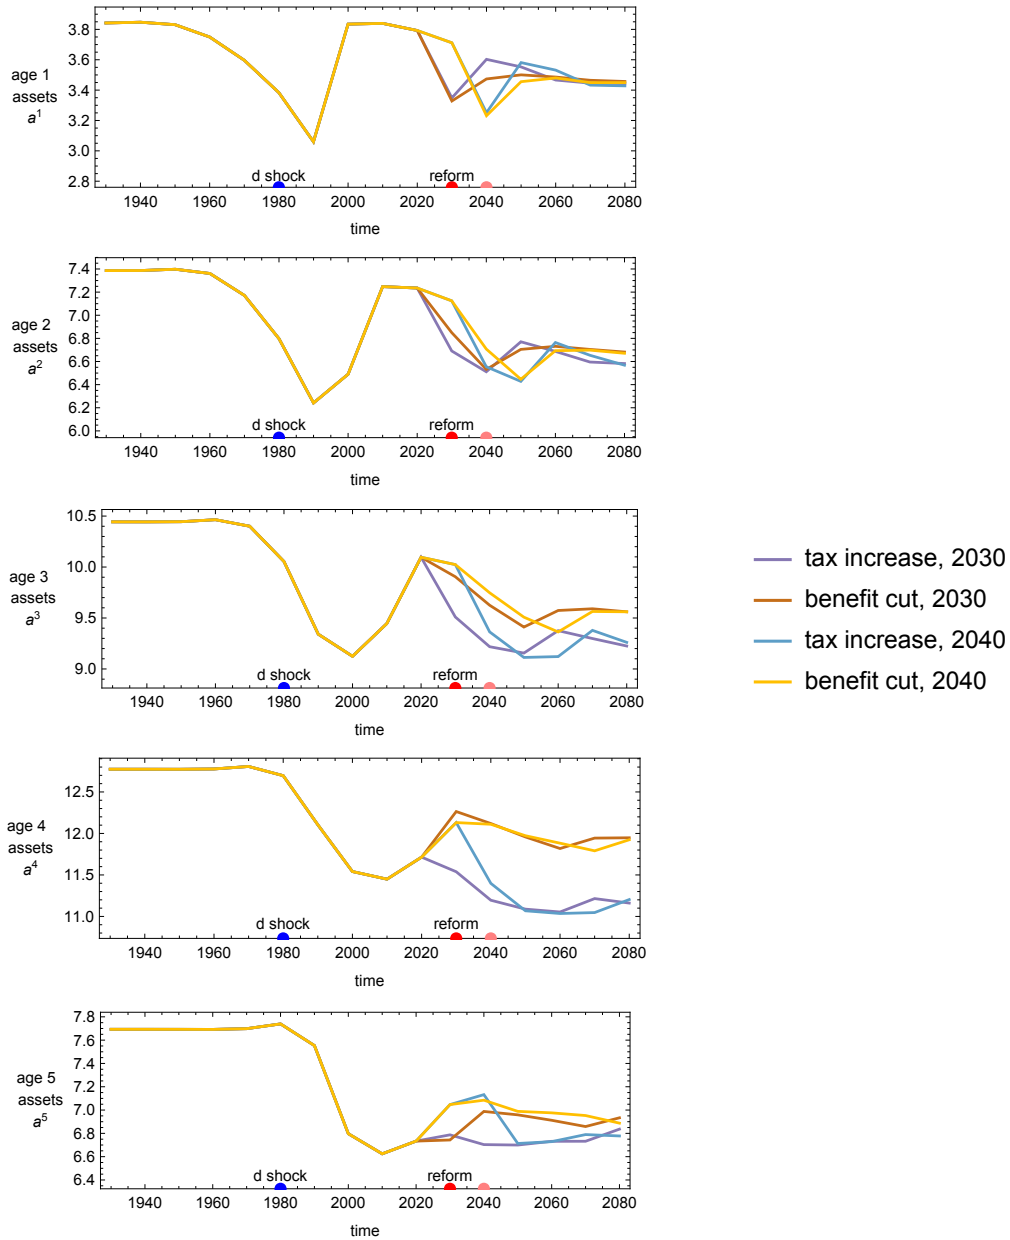 3.8
3.6
3.4
3.2
3.0
2.8
age 1
assets
a¹
d shock
reform
1940 1960 1980 2000 2020 2040 2060 2080
time
7.4
7.2
7.0
6.8
6.6
6.4
6.2
6.0
age 2
assets
a²
d shock
reform
1940 1960 1980 2000 2020 2040 2060 2080
time
10.5
10.0
9.5
9.0
age 3
assets
a³
d shock
reform
1940 1960 1980 2000 2020 2040 2060 2080
time
tax increase, 2030
benefit cut, 2030
tax increase, 2040
benefit cut, 2040
12.5
12.0
11.5
11.0
age 4
assets
a⁴
d shock
reform
1940 1960 1980 2000 2020 2040 2060 2080
time
7.8
7.6
7.4
7.2
7.0
6.8
6.6
6.4
age 5
assets
a⁵
d shock
reform
1940 1960 1980 2000 2020 2040 2060 2080
time